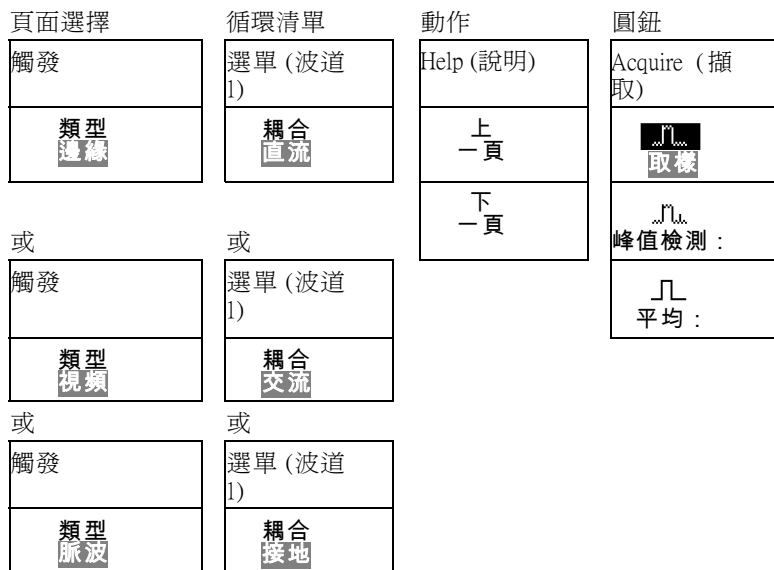 頁面選擇
觸發
類型
邊緣
或
觸發
類型
視頻
或
觸發
類型
脈波
循環清單
選單 (波道
1)
耦合
直流
或
選單 (波道
1)
耦合
交流
或
選單 (波道
1)
耦合
接地
動作
Help (說明)
上
一頁
下
一頁
圓鈕
Acquire (擷
取)
取樣
峰值檢測：
平均：